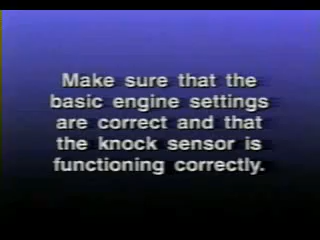 Make sure that the
basic engine settings
are correct and that
the knock sensor is
functioning correctly.